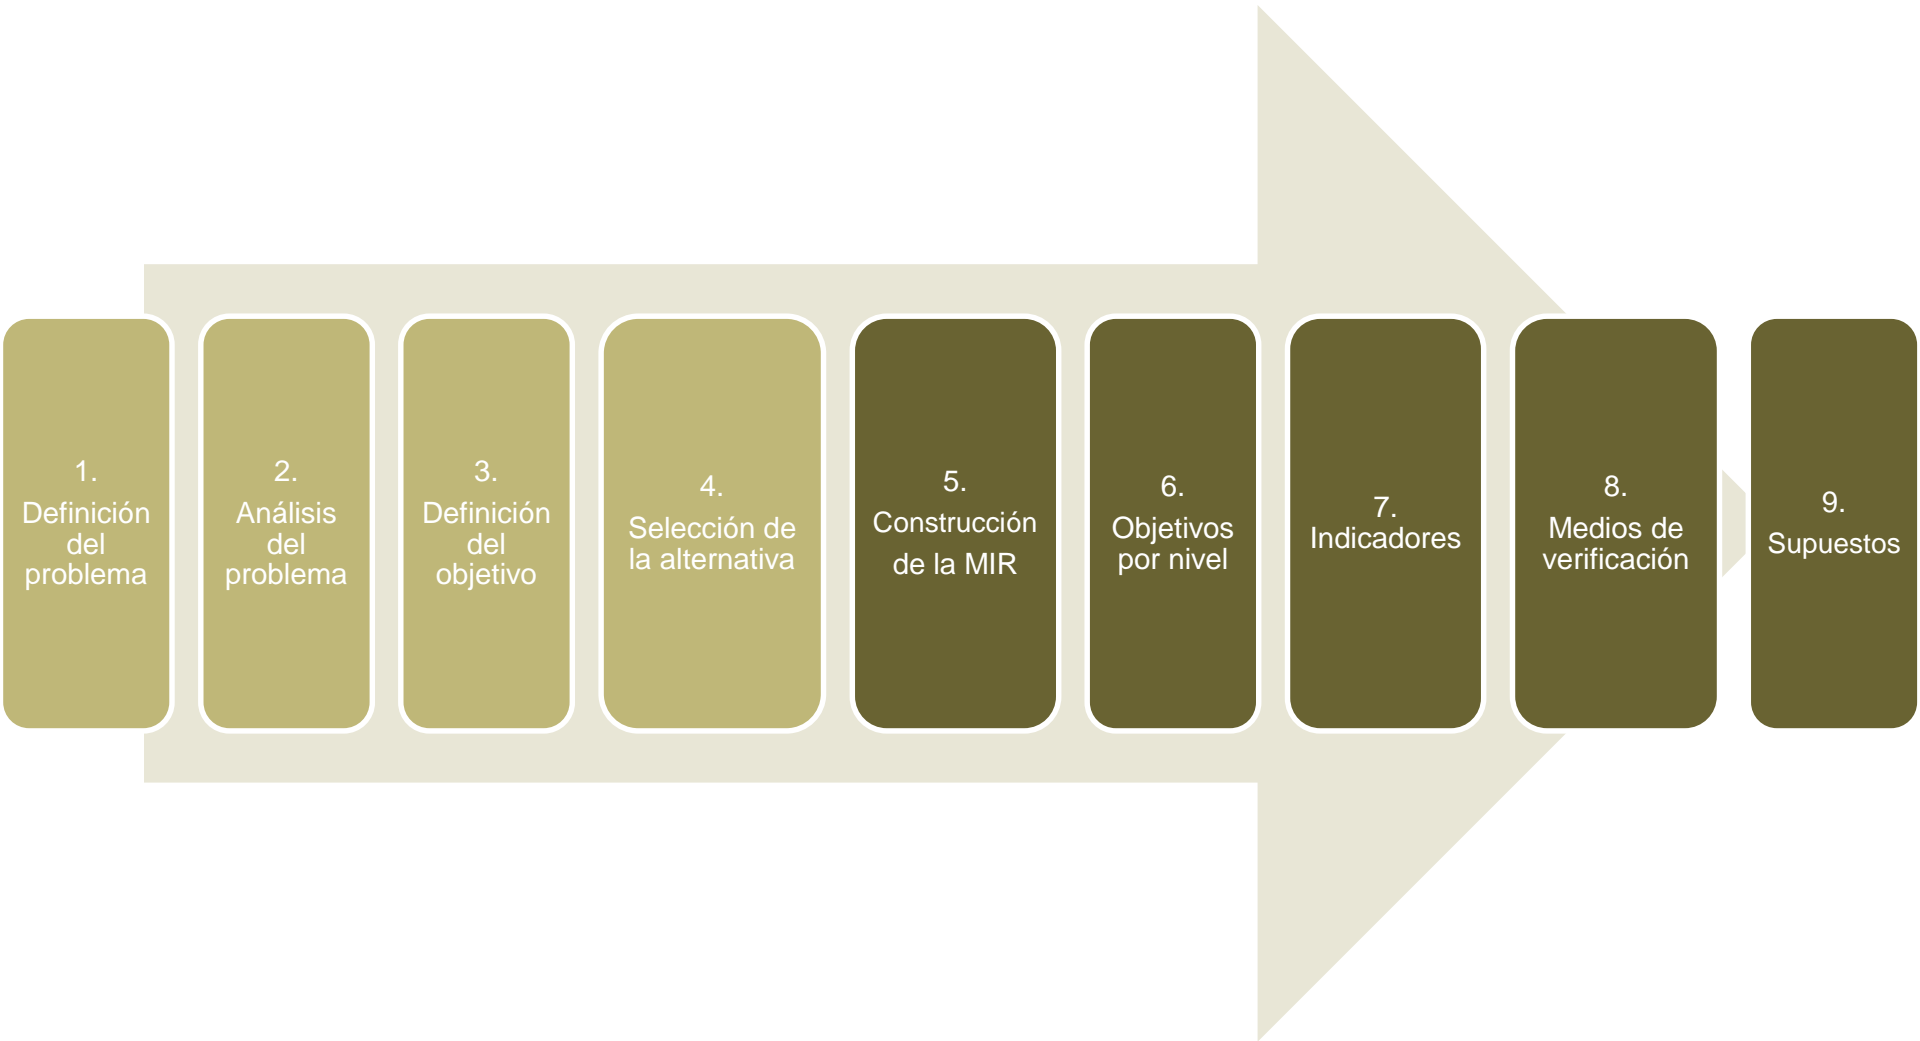 1.
Definición
del
problema
2.
Análisis
del
problema
3.
Definición
del
objetivo
4.
Selección de
la alternativa
5.
Construcción
de la MIR
6.
Objetivos
por nivel
7.
Indicadores
8.
Medios de
verificación
9.
Supuestos